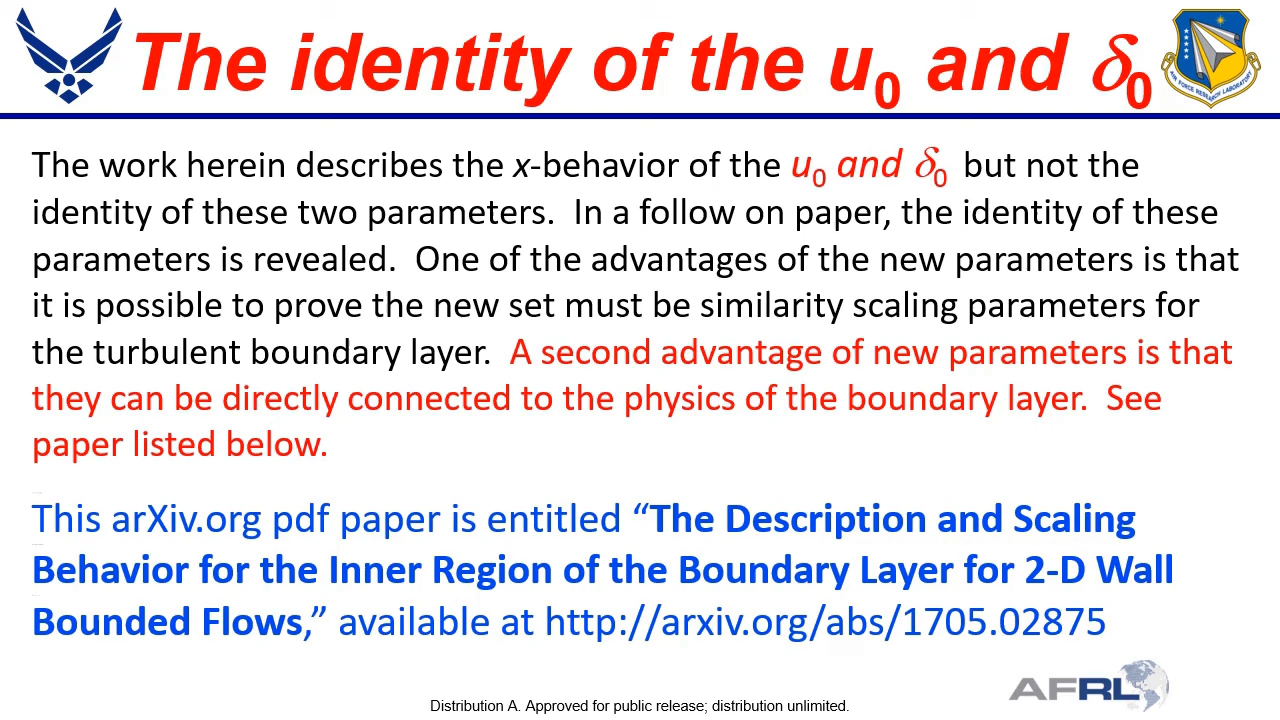 The identity of the u₀ and δ₀
AIR FORCE RESEARCH LABORATORY
The work herein describes the x-behavior of the u₀ and δ₀ but not the
identity of these two parameters. In a follow on paper, the identity of these
parameters is revealed. One of the advantages of the new parameters is that
it is possible to prove the new set must be similarity scaling parameters for
the turbulent boundary layer. A second advantage of new parameters is that
they can be directly connected to the physics of the boundary layer. See
paper listed below.
This arXiv.org pdf paper is entitled “The Description and Scaling
Behavior for the Inner Region of the Boundary Layer for 2-D Wall
Bounded Flows,” available at http://arxiv.org/abs/1705.02875
AFRL
Distribution A. Approved for public release; distribution unlimited.